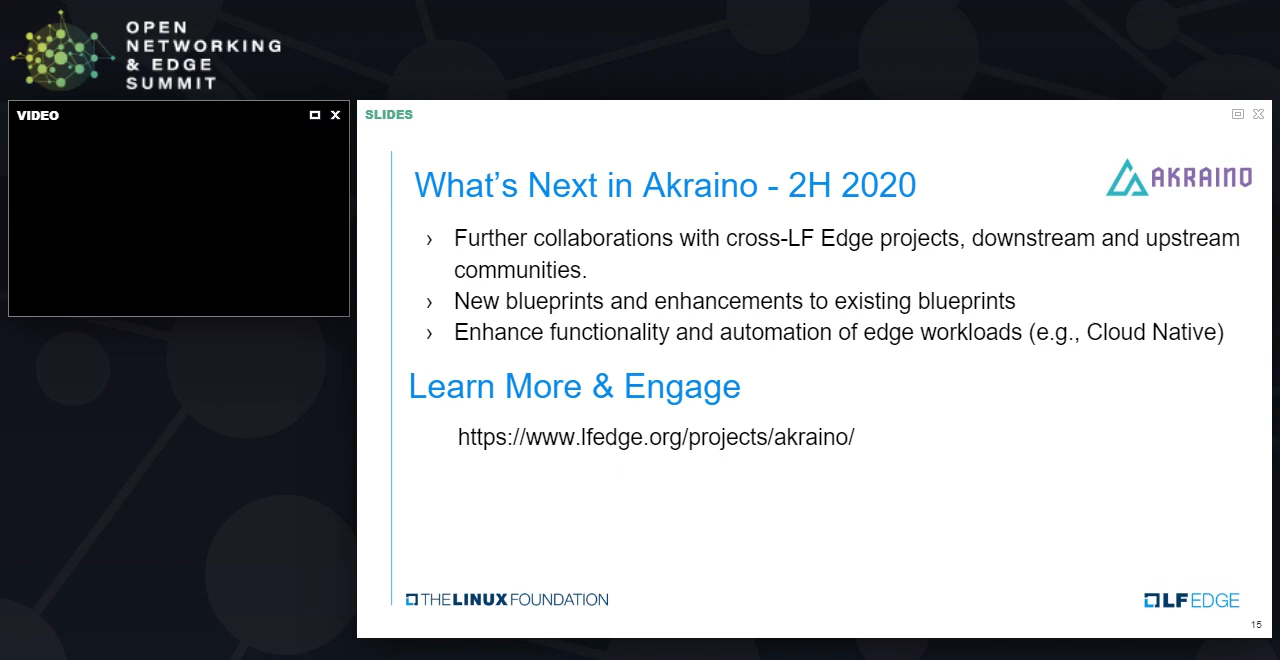 OPEN
NETWORKING
& EDGE
SUMMIT
VIDEO
SLIDES
What’s Next in Akraino - 2H 2020
AKRAINO
› Further collaborations with cross-LF Edge projects, downstream and upstream
communities.
› New blueprints and enhancements to existing blueprints
› Enhance functionality and automation of edge workloads (e.g., Cloud Native)
Learn More & Engage
https://www.lfedge.org/projects/akraino/
THE LINUX FOUNDATION
LF EDGE
15